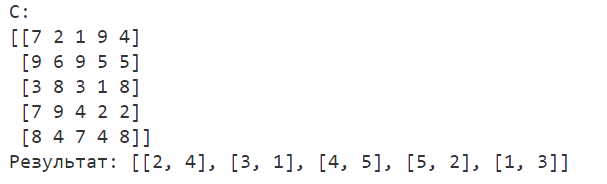 C:
[[7 2 1 9 4]
 [9 6 9 5 5]
 [3 8 3 1 8]
 [7 9 4 2 2]
 [8 4 7 4 8]]
Результат: [[2, 4], [3, 1], [4, 5], [5, 2], [1, 3]]